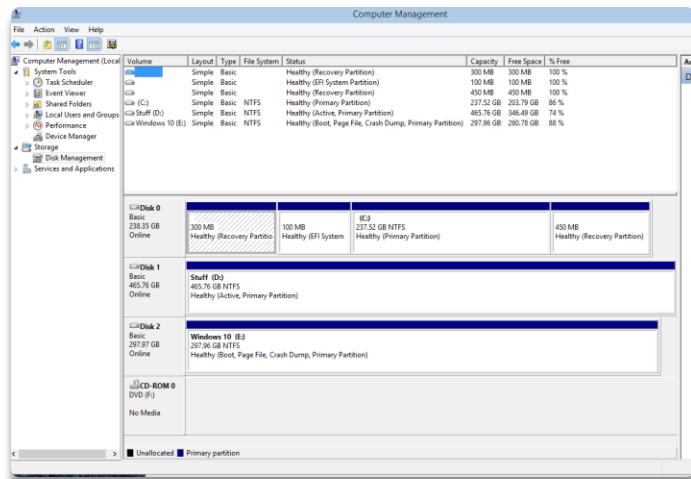 Computer Management
File Action View Help
Computer Management (Local
System Tools
Task Scheduler
Event Viewer
Shared Folders
Local Users and Groups
Performance
Device Manager
Storage
Disk Management
Services and Applications
Volume Layout Type File System Status Capacity Free Space % Free
Simple Basic Healthy (Recovery Partition) 300 MB 300 MB 100 %
Simple Basic Healthy (EFI System Partition) 100 MB 100 MB 100 %
Simple Basic Healthy (Recovery Partition) 450 MB 450 MB 100 %
(C:) Simple Basic NTFS Healthy (Primary Partition) 237.52 GB 203.79 GB 86 %
Stuff (D:) Simple Basic NTFS Healthy (Active, Primary Partition) 465.76 GB 346.49 GB 74 %
Windows 10 (E:) Simple Basic NTFS Healthy (Boot, Page File, Crash Dump, Primary Partition) 297.96 GB 260.78 GB 88 %
Disk 0
Basic
238.35 GB
Online
300 MB
Healthy (Recovery Partitio
100 MB
Healthy (EFI System
(C:)
237.52 GB NTFS
Healthy (Primary Partition)
450 MB
Healthy (Recovery Partition)
Disk 1
Basic
465.76 GB
Online
Stuff (D:)
465.76 GB NTFS
Healthy (Active, Primary Partition)
Disk 2
Basic
297.97 GB
Online
Windows 10 (E:)
297.96 GB NTFS
Healthy (Boot, Page File, Crash Dump, Primary Partition)
CD-ROM 0
DVD (F:)
No Media
Unallocated Primary partition